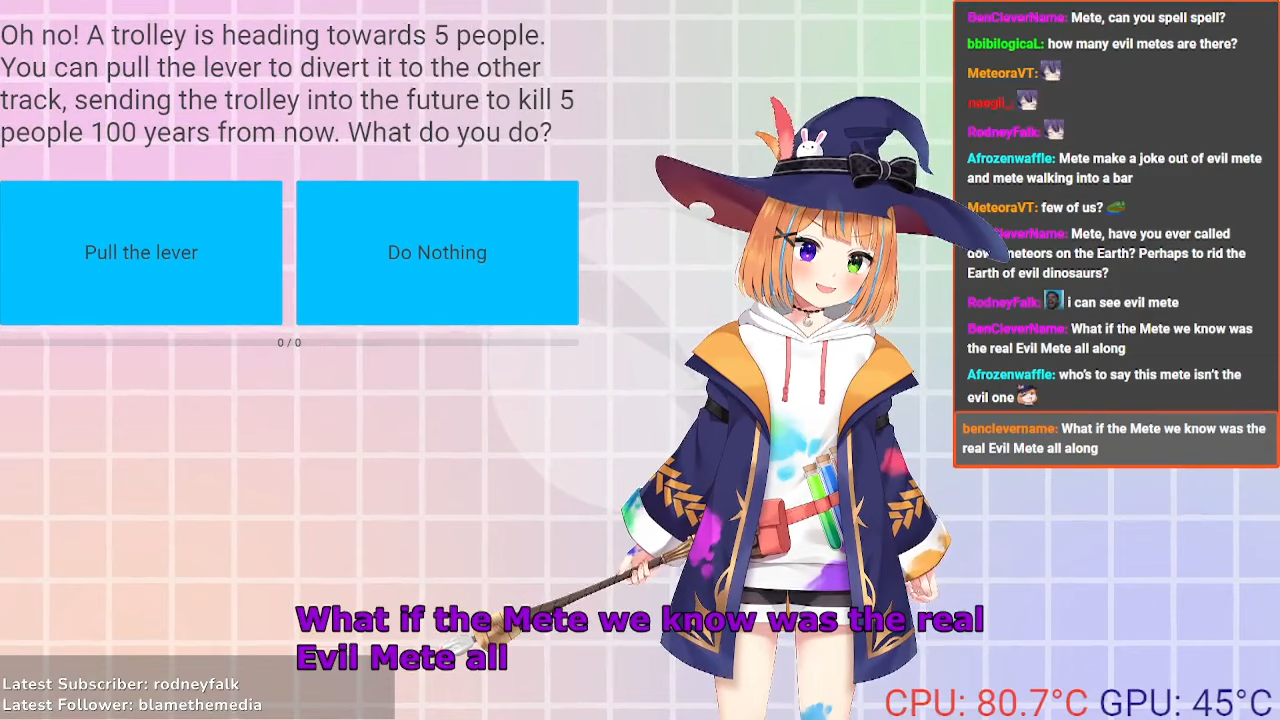 Oh no! A trolley is heading towards 5 people.
You can pull the lever to divert it to the other
track, sending the trolley into the future to kill 5
people 100 years from now. What do you do?
Pull the lever
Do Nothing
0 / 0
BenCleverName: Mete, can you spell spell?
bbibilogicaL: how many evil metes are there?
MeteoraVT:
neegll_:
RodneyFalk:
Afrozenwaffle: Mete make a joke out of evil mete
and mete walking into a bar
MeteoraVT: few of us?
CleverName: Mete, have you ever called
meteors on the Earth? Perhaps to rid the
Earth of evil dinosaurs?
RodneyFalk: i can see evil mete
BenCleverName: What if the Mete we know was
the real Evil Mete all along
Afrozenwaffle: who's to say this mete isn't the
evil one
benclevername: What if the Mete we know was the
real Evil Mete all along
What if the Mete we know was the real
Evil Mete all
Latest Subscriber: rodneyfalk
Latest Follower: blamethemedia
CPU: 80.7°C GPU: 45°C